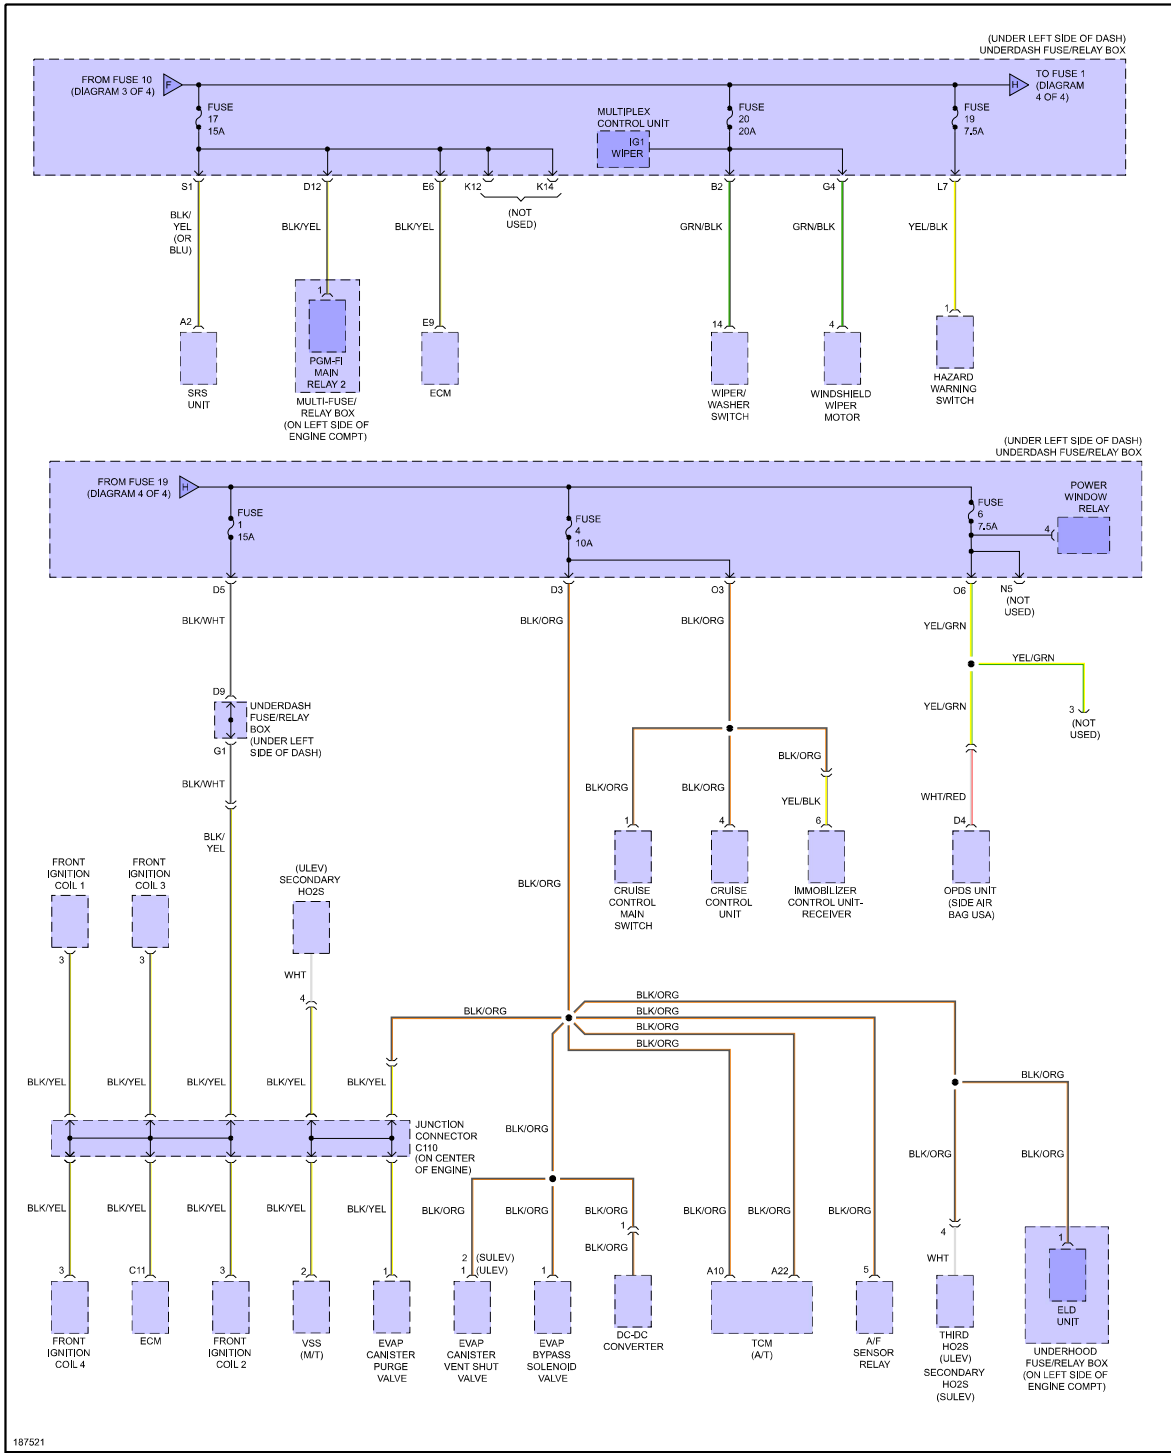 (UNDER LEFT SIDE OF DASH)
UNDERDASH FUSE/RELAY BOX
FROM FUSE 10
(DIAGRAM 3 OF 4)
F
H
TO FUSE 1
(DIAGRAM
4 OF 4)
FUSE
17
15A
MULTIPLEX
CONTROL UNIT
IG1
WIPER
FUSE
20
20A
FUSE
19
7.5A
S1
D12
E6
K12
K14
B2
G4
L7
(NOT
USED)
BLK/
YEL
(OR
BLU)
BLK/YEL
BLK/YEL
GRN/BLK
GRN/BLK
YEL/BLK
A2
1
E9
14
4
1
SRS
UNIT
PGM-FI
MAIN
RELAY 2
MULTI-FUSE/
RELAY BOX
(ON LEFT SIDE OF
ENGINE COMPT)
ECM
WIPER/
WASHER
SWITCH
WINDSHIELD
WIPER
MOTOR
HAZARD
WARNING
SWITCH
(UNDER LEFT SIDE OF DASH)
UNDERDASH FUSE/RELAY BOX
FROM FUSE 19
(DIAGRAM 4 OF 4)
H
FUSE
1
15A
FUSE
4
10A
FUSE
6
7.5A
POWER
WINDOW
RELAY
4
D5
D3
O3
O6
N5
(NOT
USED)
BLK/WHT
BLK/ORG
BLK/ORG
YEL/GRN
YEL/GRN
D9
UNDERDASH
FUSE/RELAY
BOX
(UNDER LEFT
SIDE OF DASH)
G1
YEL/GRN
3
(NOT
USED)
BLK/WHT
BLK/ORG
BLK/ORG
BLK/ORG
YEL/BLK
WHT/RED
BLK/
YEL
1
4
6
D4
FRONT
IGNITION
COIL 1
FRONT
IGNITION
COIL 3
(ULEV)
SECONDARY
HO2S
BLK/ORG
CRUISE
CONTROL
MAIN
SWITCH
CRUISE
CONTROL
UNIT
IMMOBILIZER
CONTROL UNIT-
RECEIVER
OPDS UNIT
(SIDE AIR
BAG USA)
3
3
WHT
4
BLK/ORG
BLK/ORG
BLK/ORG
BLK/ORG
BLK/ORG
BLK/YEL
BLK/YEL
BLK/YEL
BLK/YEL
BLK/YEL
BLK/ORG
JUNCTION
CONNECTOR
C110
(ON CENTER
OF ENGINE)
BLK/ORG
BLK/ORG
BLK/ORG
BLK/YEL
BLK/YEL
BLK/YEL
BLK/YEL
BLK/YEL
BLK/ORG
BLK/ORG
BLK/ORG
BLK/ORG
BLK/ORG
BLK/ORG
1
4
BLK/ORG
2 (SULEV)
1 (ULEV)
WHT
1
3
C11
3
2
1
1
A10
A22
5
FRONT
IGNITION
COIL 4
ECM
FRONT
IGNITION
COIL 2
VSS
(M/T)
EVAP
CANISTER
PURGE
VALVE
EVAP
CANISTER
VENT SHUT
VALVE
EVAP
BYPASS
SOLENOID
VALVE
DC-DC
CONVERTER
TCM
(A/T)
A/F
SENSOR
RELAY
THIRD
HO2S
(ULEV)
SECONDARY
HO2S
(SULEV)
ELD
UNIT
UNDERHOOD
FUSE/RELAY BOX
(ON LEFT SIDE OF
ENGINE COMPT)
187521